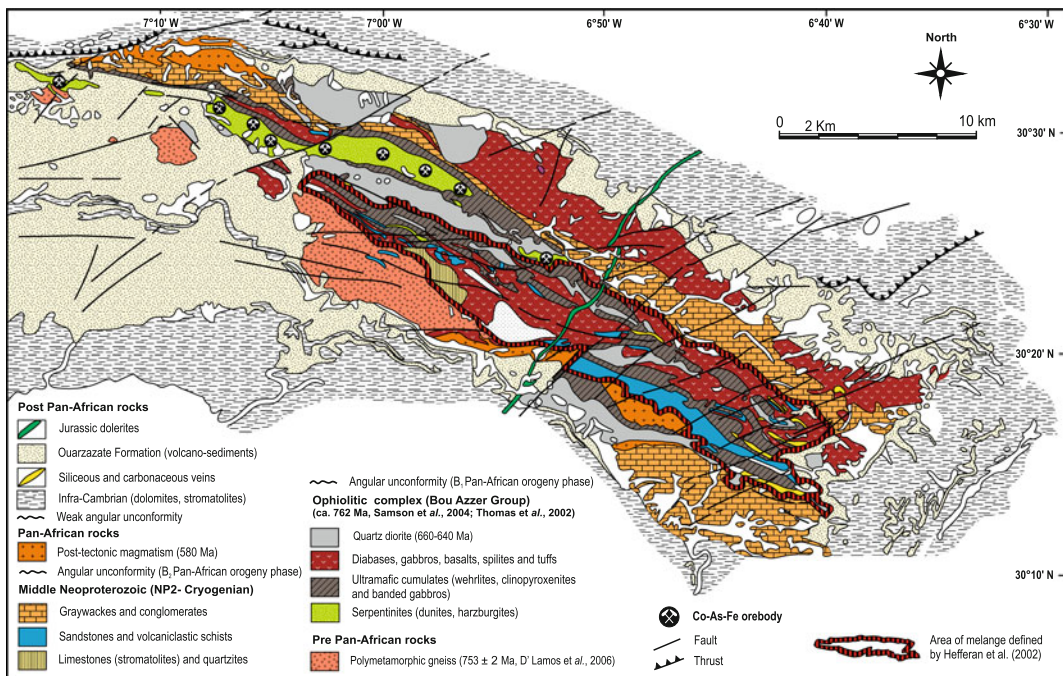 7°10' W
7°00' W
6°50' W
6°40' W
6°30' W
North
0 2 Km 10 km
30°30' N
30°20' N
30°10' N
Post Pan-African rocks
Jurassic dolerites
Ouarzazate Formation (volcano-sediments)
Siliceous and carbonaceous veins
Infra-Cambrian (dolomites, stromatolites)
Weak angular unconformity
Pan-African rocks
Post-tectonic magmatism (580 Ma)
Angular unconformity (B₂ Pan-African orogeny phase)
Middle Neoproterozoic (NP2- Cryogenian)
Graywackes and conglomerates
Sandstones and volcaniclastic schists
Limestones (stromatolites) and quartzites
Angular unconformity (B₁ Pan-African orogeny phase)
Ophiolitic complex (Bou Azzer Group)
(ca. 762 Ma, Samson et al., 2004; Thomas et al., 2002)
Quartz diorite (660-640 Ma)
Diabases, gabbros, basalts, spilites and tuffs
Ultramafic cumulates (wehrlites, clinopyroxenites
and banded gabbros)
Serpentinites (dunites, harzburgites)
Pre Pan-African rocks
Polymetamorphic gneiss (753 ± 2 Ma, D' Lamos et al., 2006)
Co-As-Fe orebody
Fault
Thrust
Area of melange defined
by Hefferan et al. (2002)